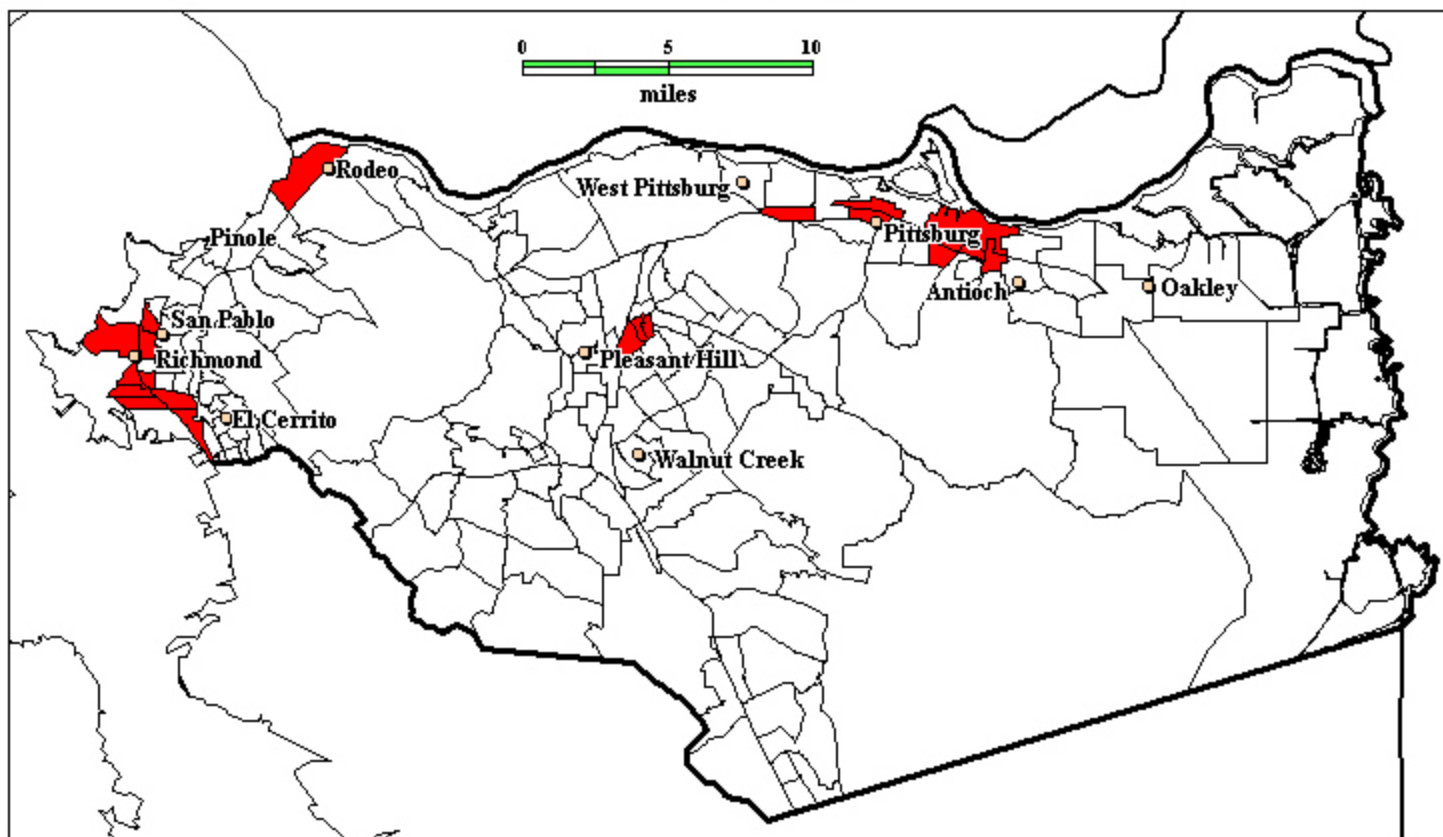 0 5 10
miles
Rodeo
West Pittsburg
Pinole
Pittsburg
Antioch
Oakley
San Pablo
Richmond
Pleasant Hill
El Cerrito
Walnut Creek